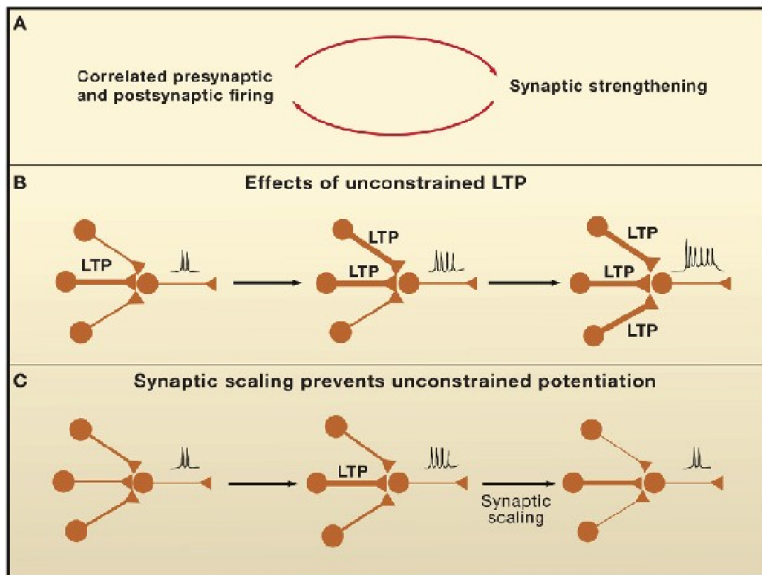 A
Correlated presynaptic
and postsynaptic firing
Synaptic strengthening
B
Effects of unconstrained LTP
LTP
LTP
LTP
LTP
LTP
LTP
C
Synaptic scaling prevents unconstrained potentiation
LTP
Synaptic
scaling